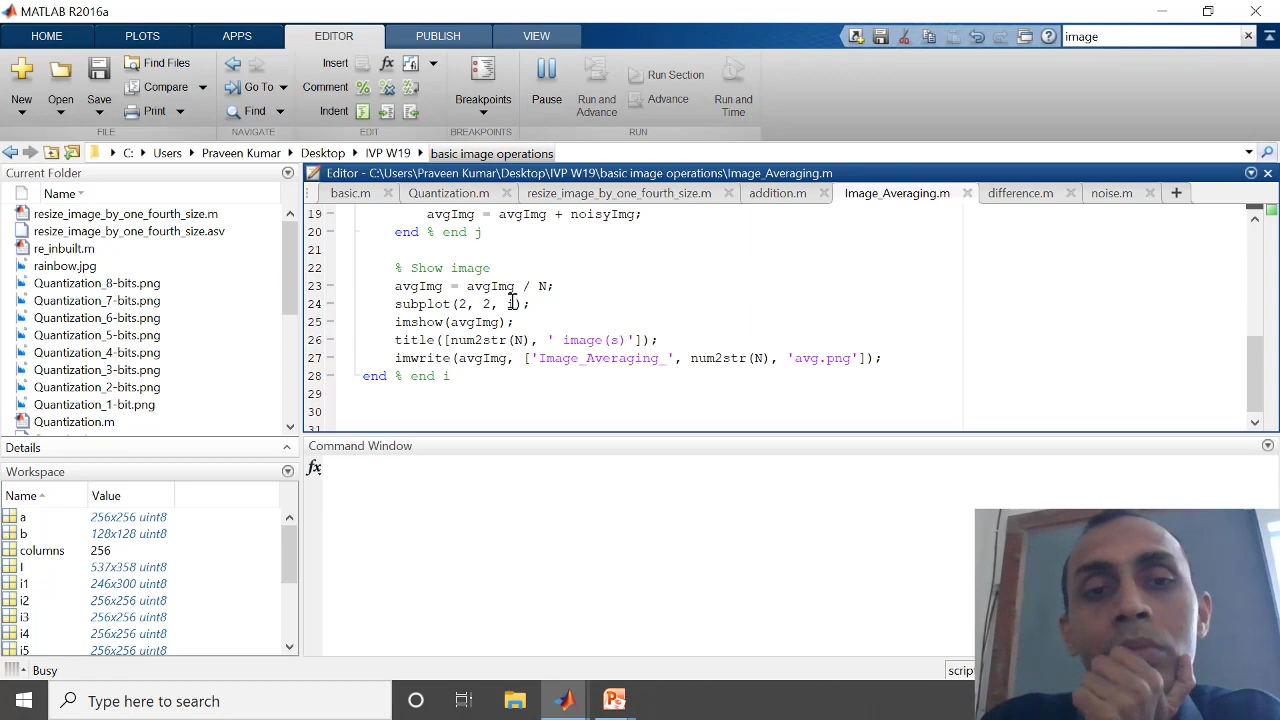 MATLAB R2016a
HOME PLOTS APPS EDITOR PUBLISH VIEW image
New Open Save Find Files Compare Print Go To Find Insert fx Comment Indent Breakpoints Pause Run and Advance Run Section Advance Run and Time
FILE NAVIGATE EDIT BREAKPOINTS RUN
C: Users Praveen Kumar Desktop IVP W19 basic image operations
Current Folder
Name
resize_image_by_one_fourth_size.m
resize_image_by_one_fourth_size.asv
re_inbuilt.m
rainbow.jpg
Quantization_8-bits.png
Quantization_7-bits.png
Quantization_6-bits.png
Quantization_5-bits.png
Quantization_4-bits.png
Quantization_3-bits.png
Quantization_2-bits.png
Quantization_1-bit.png
Quantization.m
Details
Workspace
Name Value
a 256x256 uint8
b 128x128 uint8
columns 256
I 537x358 uint8
i1 246x300 uint8
i2 256x256 uint8
i3 256x256 uint8
i4 256x256 uint8
i5 256x256 uint8
Editor - C:\Users\Praveen Kumar\Desktop\IVP W19\basic image operations\Image_Averaging.m
basic.m Quantization.m resize_image_by_one_fourth_size.m addition.m Image_Averaging.m difference.m noise.m
19 avgImg = avgImg + noisyImg;
20 end % end j
21
22 % Show image
23 avgImg = avgImg / N;
24 subplot(2, 2, i);
25 imshow(avgImg);
26 title([num2str(N), ' image(s)']);
27 imwrite(avgImg, ['Image_Averaging_', num2str(N), 'avg.png']);
28 end % end i
29
30
31
Command Window
fx
Busy
Type here to search